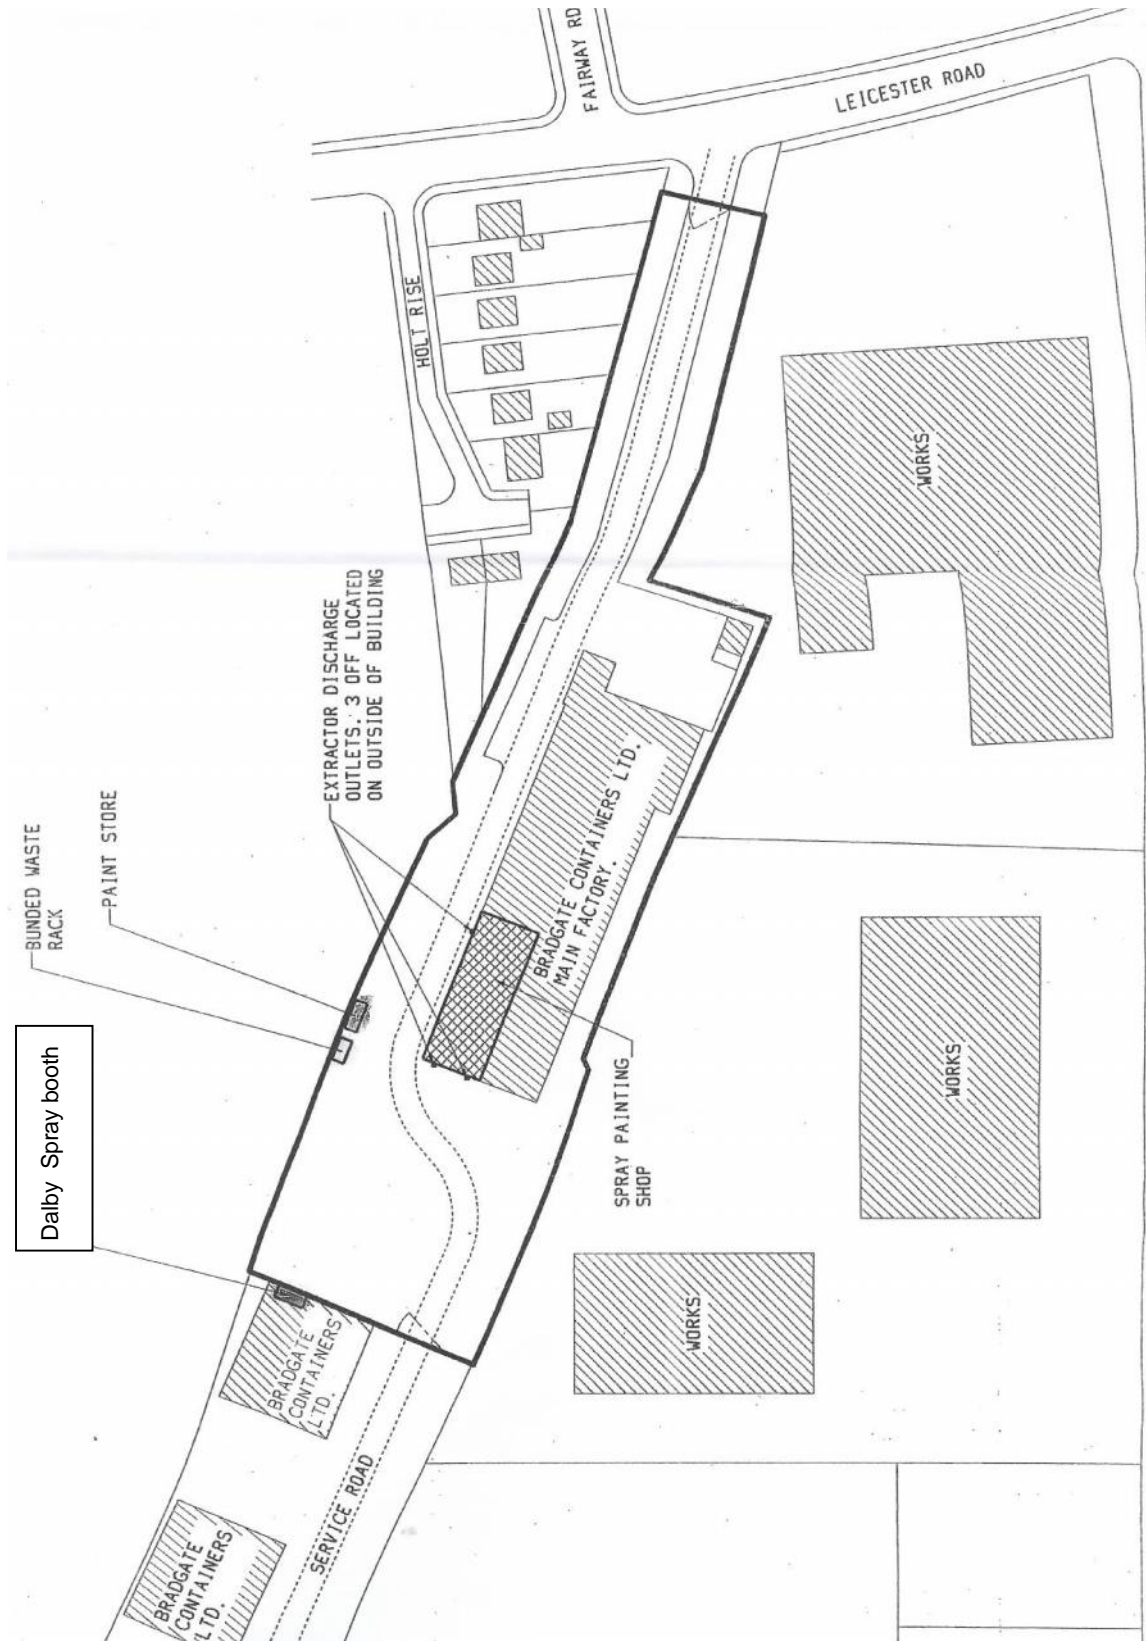 FAIRWAY RD
LEICESTER ROAD
HOLT RISE
WORKS
EXTRACTOR DISCHARGE
OUTLETS. 3 OFF LOCATED
ON OUTSIDE OF BUILDING
BRADGATE CONTAINERS LTD.
MAIN FACTORY.
BUNDED WASTE
RACK
PAINT STORE
Dalby Spray booth
SPRAY PAINTING
SHOP
WORKS
WORKS
BRADGATE
CONTAINERS
LTD.
SERVICE ROAD
BRADGATE
CONTAINERS
LTD.